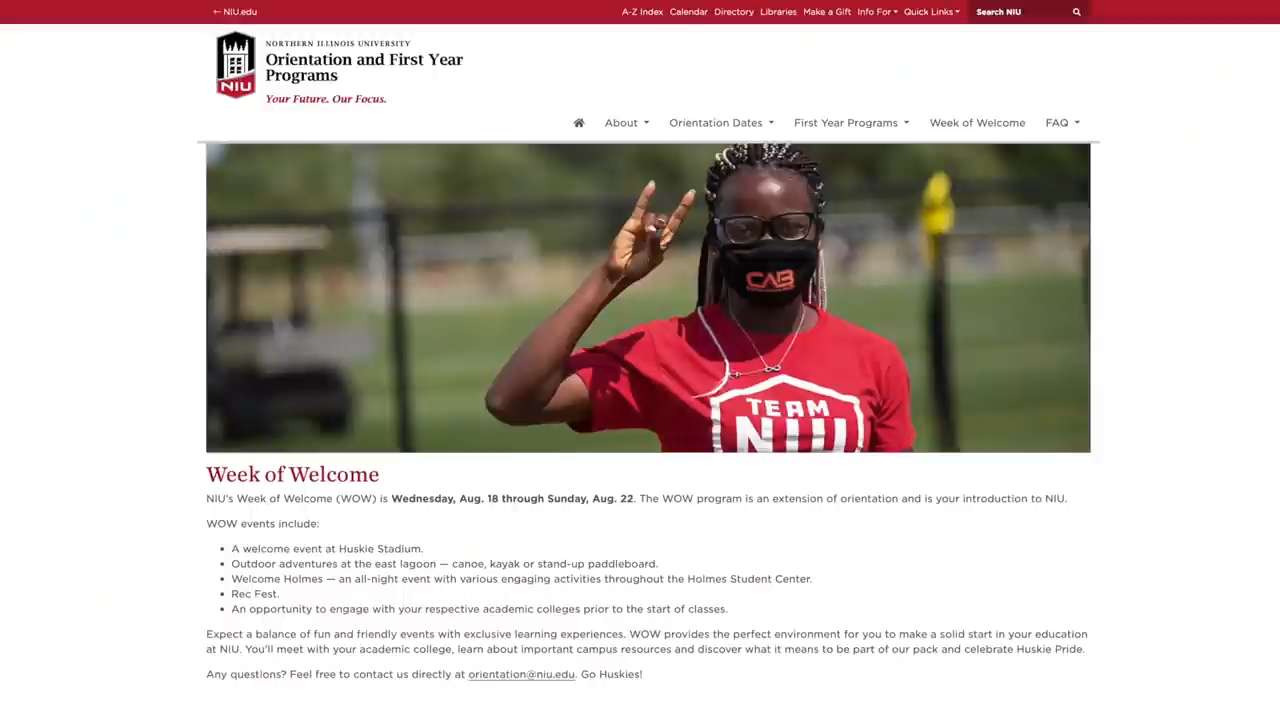 ← NIU.edu
A-Z Index Calendar Directory Libraries Make a Gift Info For Quick Links Search NIU
NORTHERN ILLINOIS UNIVERSITY
Orientation and First Year
Programs
Your Future. Our Focus.
NIU
About Orientation Dates First Year Programs Week of Welcome FAQ
CAB
TEAM
NIU
Week of Welcome
NIU's Week of Welcome (WOW) is Wednesday, Aug. 18 through Sunday, Aug. 22. The WOW program is an extension of orientation and is your introduction to NIU.
WOW events include:
• A welcome event at Huskie Stadium.
• Outdoor adventures at the east lagoon — canoe, kayak or stand-up paddleboard.
• Welcome Holmes — an all-night event with various engaging activities throughout the Holmes Student Center.
• Rec Fest.
• An opportunity to engage with your respective academic colleges prior to the start of classes.
Expect a balance of fun and friendly events with exclusive learning experiences. WOW provides the perfect environment for you to make a solid start in your education
at NIU. You'll meet with your academic college, learn about important campus resources and discover what it means to be part of our pack and celebrate Huskie Pride.
Any questions? Feel free to contact us directly at orientation@niu.edu. Go Huskies!